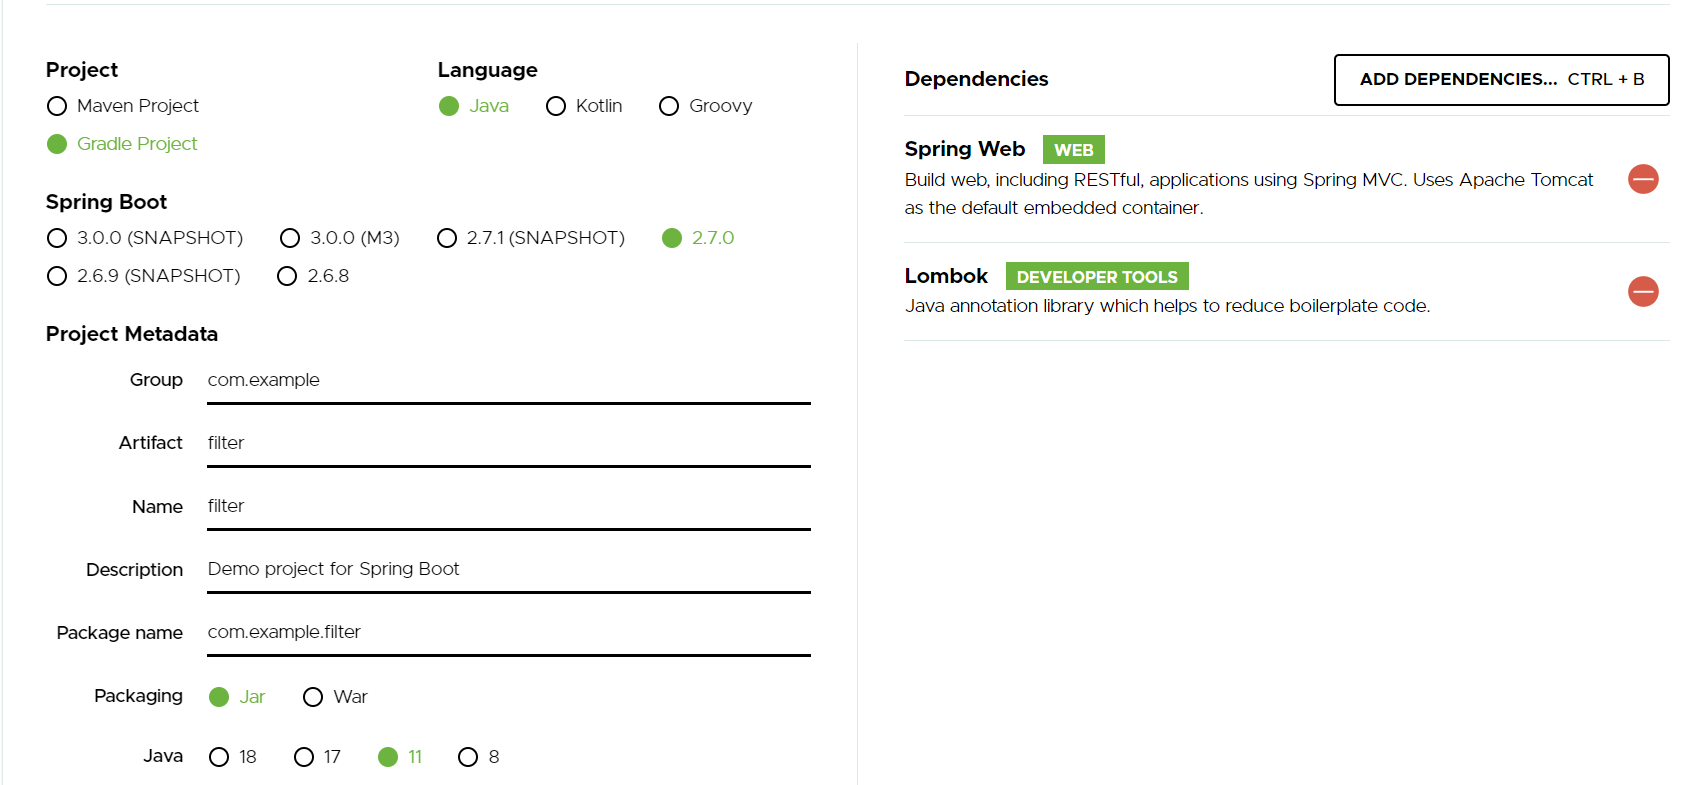 Project
Maven Project
Gradle Project
Language
Java Kotlin Groovy
Spring Boot
3.0.0 (SNAPSHOT) 3.0.0 (M3) 2.7.1 (SNAPSHOT) 2.7.0
2.6.9 (SNAPSHOT) 2.6.8
Project Metadata
Group com.example
Artifact filter
Name filter
Description Demo project for Spring Boot
Package name com.example.filter
Packaging Jar War
Java 18 17 11 8
Dependencies ADD DEPENDENCIES... CTRL + B
Spring Web WEB
Build web, including RESTful, applications using Spring MVC. Uses Apache Tomcat
as the default embedded container.
Lombok DEVELOPER TOOLS
Java annotation library which helps to reduce boilerplate code.